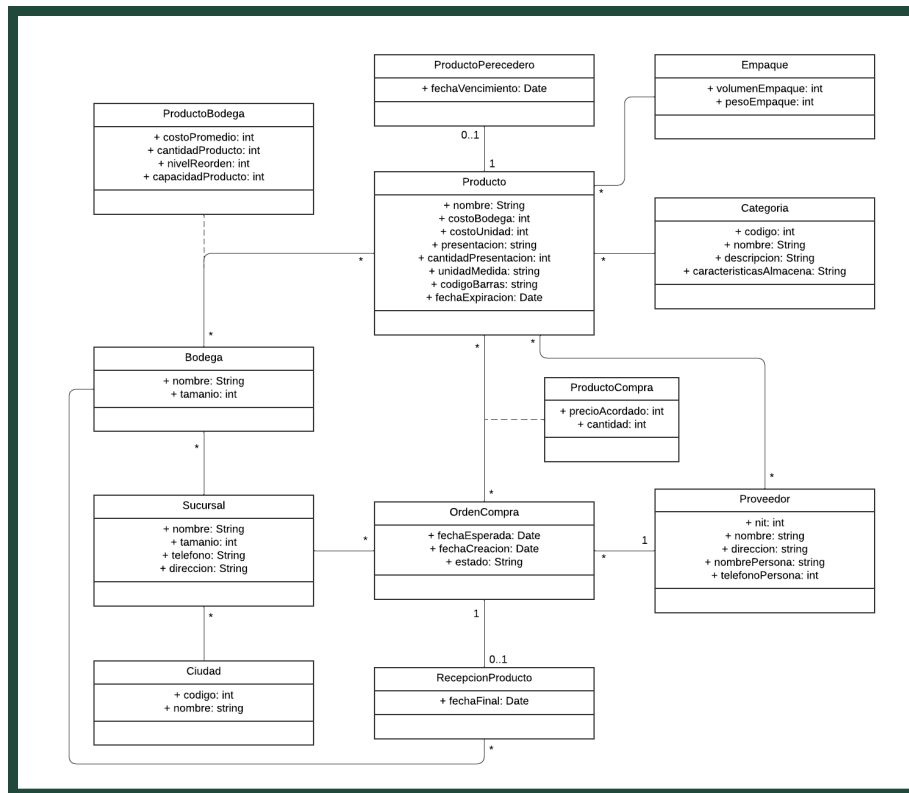 ProductoPerecedero
+ fechaVencimiento: Date
0..1
1
Empaque
+ volumenEmpaque: int
+ pesoEmpaque: int
*
ProductoBodega
+ costoPromedio: int
+ cantidadProducto: int
+ nivelReorden: int
+ capacidadProducto: int
Producto
+ nombre: String
+ costoBodega: int
+ costoUnidad: int
+ presentacion: string
+ cantidadPresentacion: int
+ unidadMedida: string
+ codigoBarras: string
+ fechaExpiracion: Date
*
*
*
*
Categoria
+ codigo: int
+ nombre: String
+ descripcion: String
+ caracteristicasAlmacena: String
*
Bodega
+ nombre: String
+ tamanio: int
*
ProductoCompra
+ precioAcordado: int
+ cantidad: int
*
*
Sucursal
+ nombre: String
+ tamanio: int
+ telefono: String
+ direccion: String
*
*
OrdenCompra
+ fechaEsperada: Date
+ fechaCreacion: Date
+ estado: String
*
1
1
0..1
Proveedor
+ nit: int
+ nombre: string
+ direccion: string
+ nombrePersona: string
+ telefonoPersona: int
Ciudad
+ codigo: int
+ nombre: string
RecepcionProducto
+ fechaFinal: Date
*